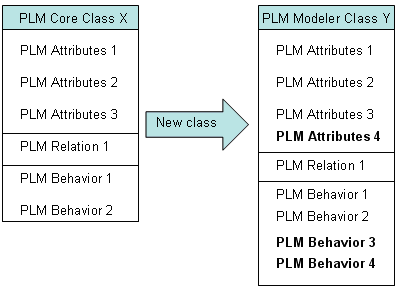 PLM Core Class X
PLM Attributes 1
PLM Attributes 2
PLM Attributes 3
PLM Relation 1
PLM Behavior 1
PLM Behavior 2
New class
PLM Modeler Class Y
PLM Attributes 1
PLM Attributes 2
PLM Attributes 3
PLM Attributes 4
PLM Relation 1
PLM Behavior 1
PLM Behavior 2
PLM Behavior 3
PLM Behavior 4